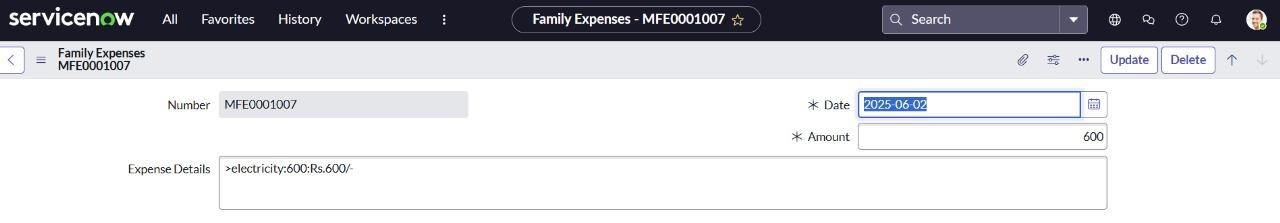 servicenow All Favorites History Workspaces Family Expenses - MFE0001007 Search
Family Expenses
MFE0001007
Update Delete
Number MFE0001007
* Date 2025-06-02
* Amount 600
Expense Details >electricity:600:Rs.600/-